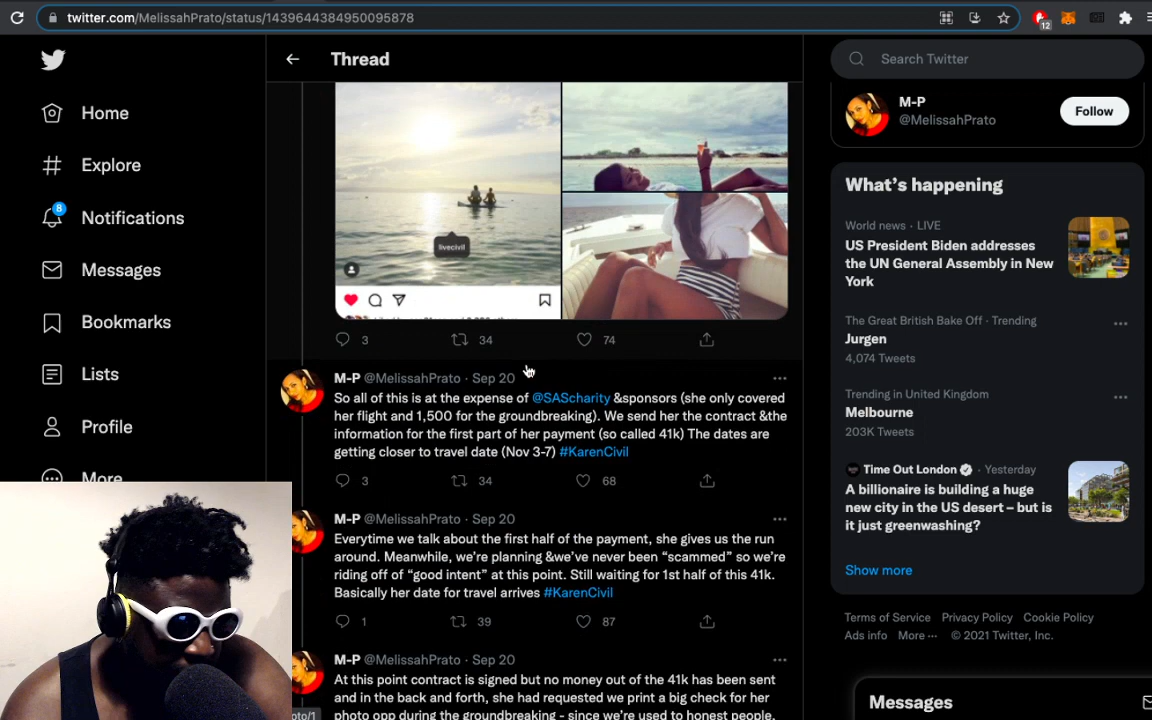 twitter.com/MelissahPrato/status/1439644384950095878
12
Home
Explore
8
Notifications
Messages
Bookmarks
Lists
Profile
More
Thread
livecivil
3
34
74
M-P @MelissahPrato · Sep 20
So all of this is at the expense of @SAScharity &sponsors (she only covered
her flight and 1,500 for the groundbreaking). We send her the contract &the
information for the first part of her payment (so called 41k) The dates are
getting closer to travel date (Nov 3-7) #KarenCivil
3
34
68
M-P @MelissahPrato · Sep 20
Everytime we talk about the first half of the payment, she gives us the run
around. Meanwhile, we're planning &we've never been “scammed” so we're
riding off of “good intent” at this point. Still waiting for 1st half of this 41k.
Basically her date for travel arrives #KarenCivil
1
39
87
M-P @MelissahPrato · Sep 20
At this point contract is signed but no money out of the 41k has been sent
and in the back and forth, she had requested we print a big check for her
photo opp during the groundbreaking - since we're used to honest people,
Search Twitter
M-P
@MelissahPrato
Follow
What's happening
World news · LIVE
US President Biden addresses
the UN General Assembly in New
York
The Great British Bake Off · Trending
Jurgen
4,074 Tweets
Trending in United Kingdom
Melbourne
203K Tweets
Time Out London · Yesterday
A billionaire is building a huge
new city in the US desert – but is
it just greenwashing?
Show more
Terms of Service Privacy Policy Cookie Policy
Ads info More ··· © 2021 Twitter, Inc.
Messages